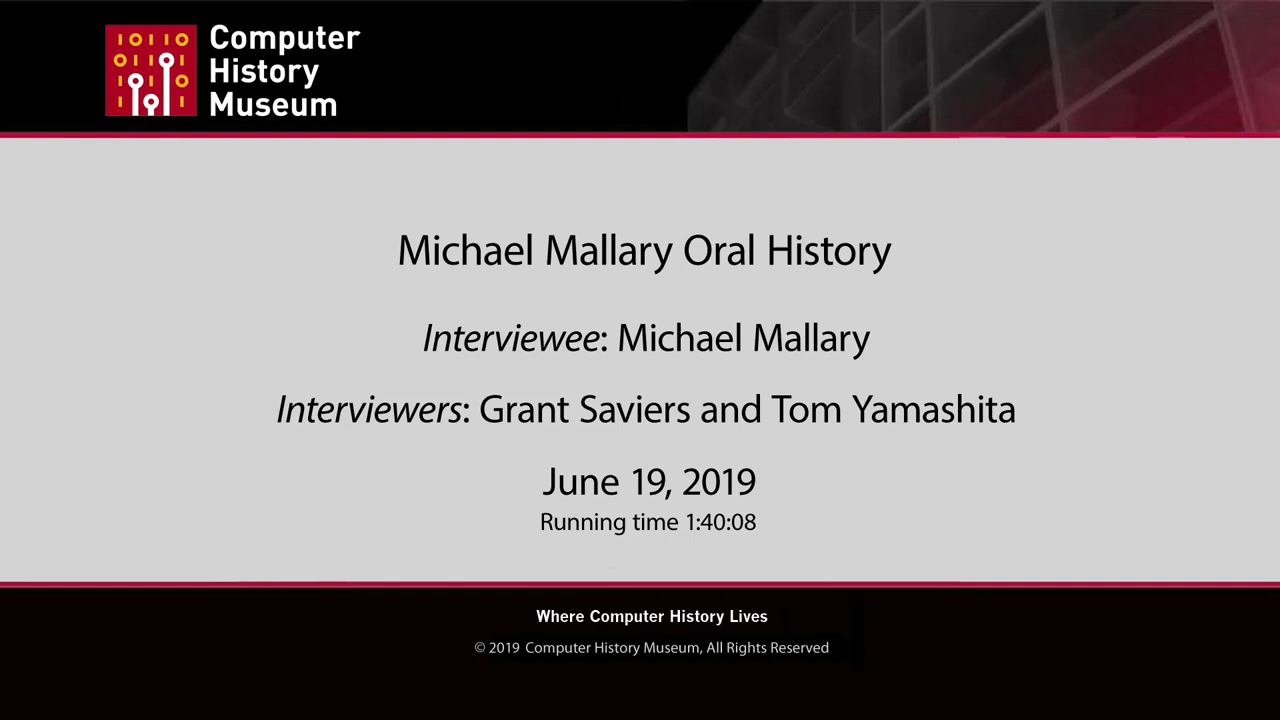 Computer
History
Museum
Michael Mallary Oral History
Interviewee: Michael Mallary
Interviewers: Grant Saviers and Tom Yamashita
June 19, 2019
Running time 1:40:08
Where Computer History Lives
© 2019 Computer History Museum, All Rights Reserved